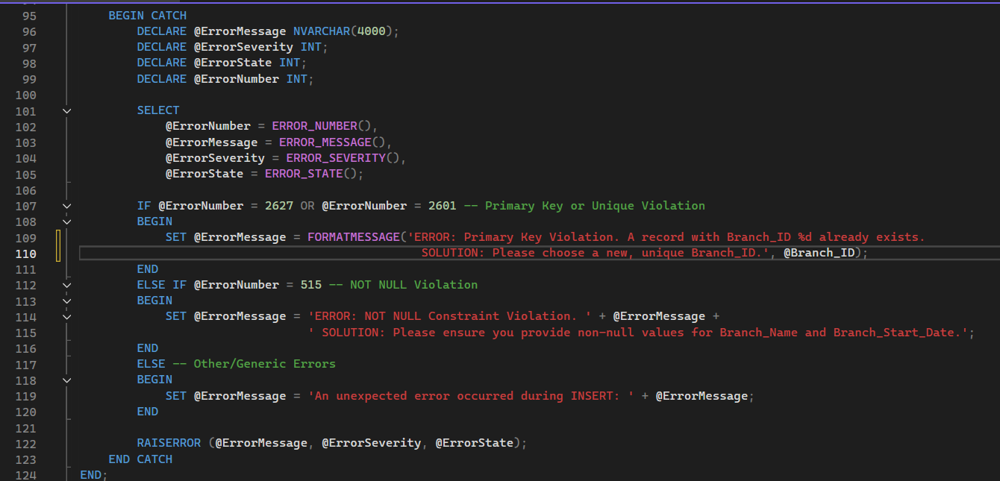 95 BEGIN CATCH
96 DECLARE @ErrorMessage NVARCHAR(4000);
97 DECLARE @ErrorSeverity INT;
98 DECLARE @ErrorState INT;
99 DECLARE @ErrorNumber INT;
100
101 SELECT
102 @ErrorNumber = ERROR_NUMBER(),
103 @ErrorMessage = ERROR_MESSAGE(),
104 @ErrorSeverity = ERROR_SEVERITY(),
105 @ErrorState = ERROR_STATE();
106
107 IF @ErrorNumber = 2627 OR @ErrorNumber = 2601 -- Primary Key or Unique Violation
108 BEGIN
109 SET @ErrorMessage = FORMATMESSAGE('ERROR: Primary Key Violation. A record with Branch_ID %d already exists.
110 SOLUTION: Please choose a new, unique Branch_ID.', @Branch_ID);
111 END
112 ELSE IF @ErrorNumber = 515 -- NOT NULL Violation
113 BEGIN
114 SET @ErrorMessage = 'ERROR: NOT NULL Constraint Violation. ' + @ErrorMessage +
115 ' SOLUTION: Please ensure you provide non-null values for Branch_Name and Branch_Start_Date.';
116 END
117 ELSE -- Other/Generic Errors
118 BEGIN
119 SET @ErrorMessage = 'An unexpected error occurred during INSERT: ' + @ErrorMessage;
120 END
121
122 RAISERROR (@ErrorMessage, @ErrorSeverity, @ErrorState);
123 END CATCH
124 END;